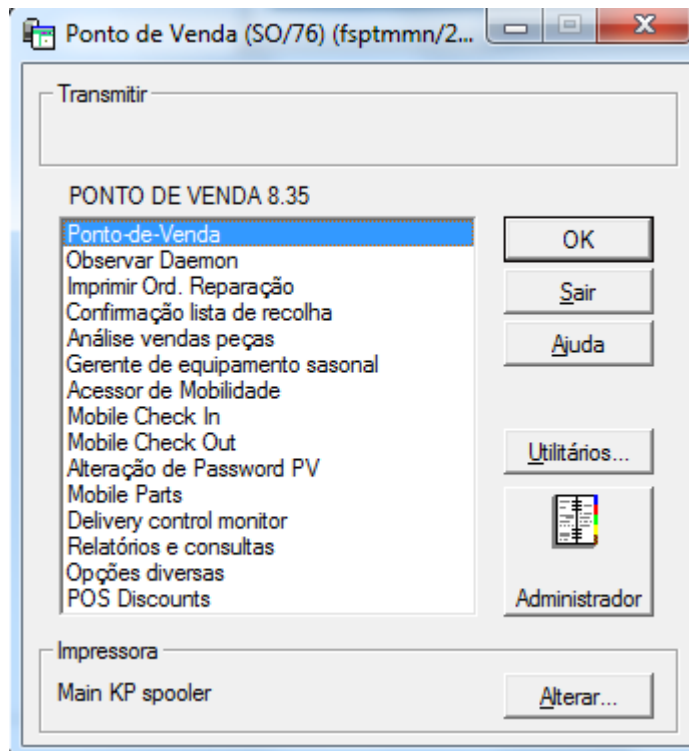 Ponto de Venda (SO/76) (fsptmmn/2...
Transmitir
PONTO DE VENDA 8.35
Ponto-de-Venda
Observar Daemon
Imprimir Ord. Reparação
Confirmação lista de recolha
Análise vendas peças
Gerente de equipamento sasonal
Acessor de Mobilidade
Mobile Check In
Mobile Check Out
Alteração de Password PV
Mobile Parts
Delivery control monitor
Relatórios e consultas
Opções diversas
POS Discounts
OK
Sair
Ajuda
Utilitários...
Administrador
Impressora
Main KP spooler
Alterar...